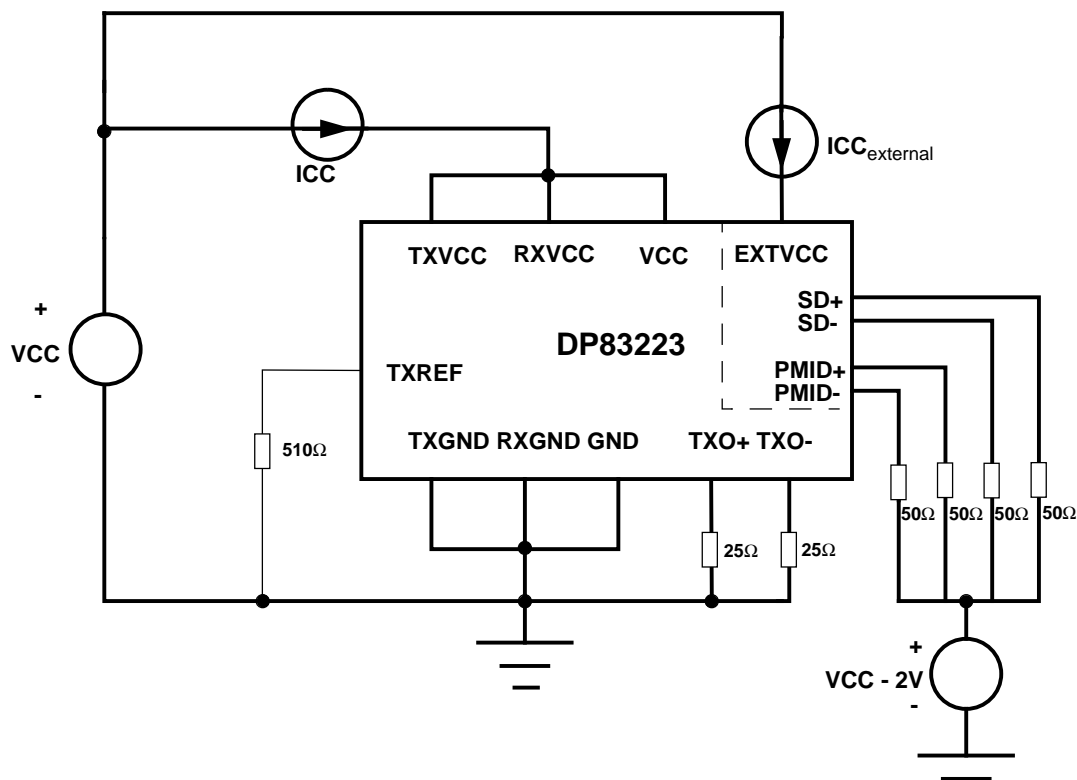 ICC
ICCexternal
TXVCC RXVCC VCC EXTVCC
SD+
SD-
+
VCC
-
DP83223
TXREF
PMID+
PMID-
TXGND RXGND GND TXO+ TXO-
510Ω
50Ω 50Ω 50Ω 50Ω
25Ω 25Ω
+
VCC - 2V
-